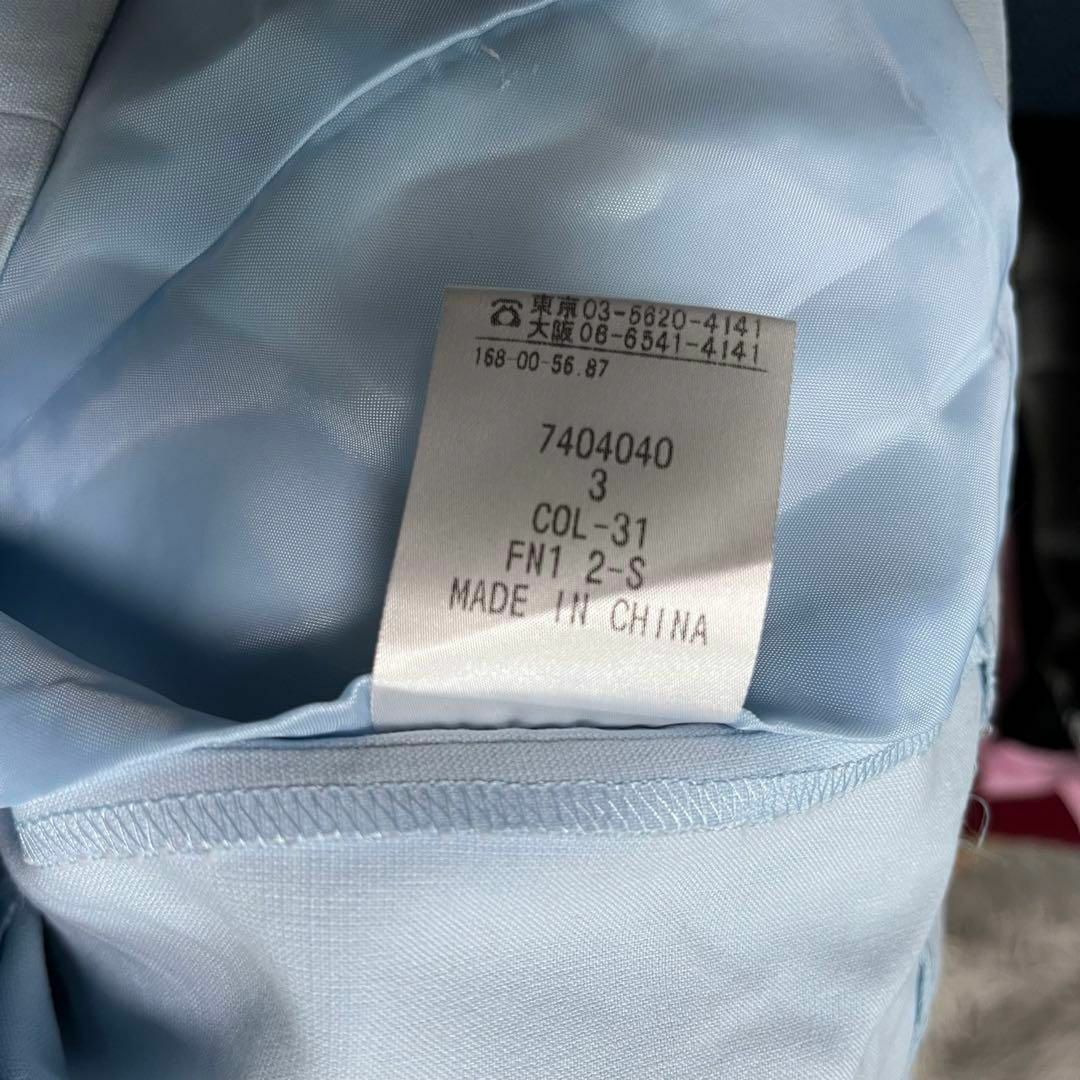 ☎東京03-5620-4141
大阪06-6541-4141
168-00-56.87
7404040
3
COL-31
FN1 2-S
MADE IN CHINA